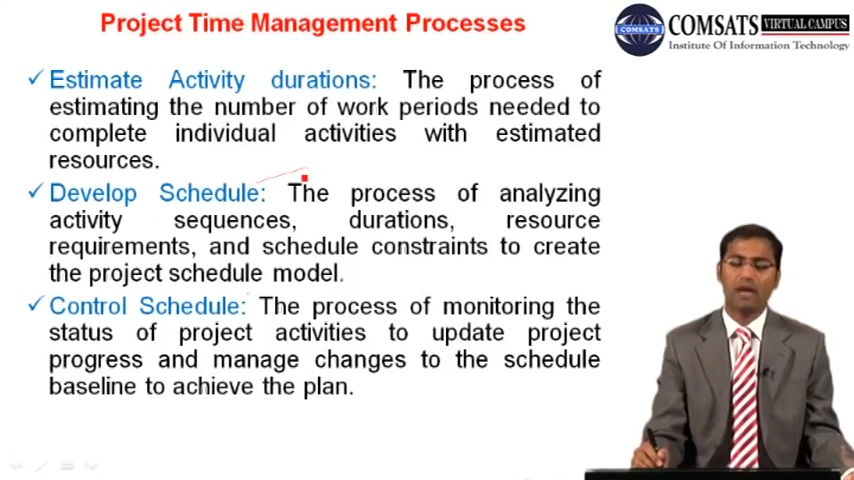 Project Time Management Processes
COMSATS VIRTUAL CAMPUS
Institute Of Information Technology
COMSATS
✓ Estimate Activity durations: The process of
estimating the number of work periods needed to
complete individual activities with estimated
resources.
✓ Develop Schedule: The process of analyzing
activity sequences, durations, resource
requirements, and schedule constraints to create
the project schedule model.
✓ Control Schedule: The process of monitoring the
status of project activities to update project
progress and manage changes to the schedule
baseline to achieve the plan.